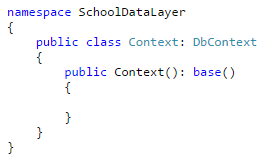 namespace SchoolDataLayer
{
    public class Context: DbContext
    {
        public Context(): base()
        {

        }
    }
}